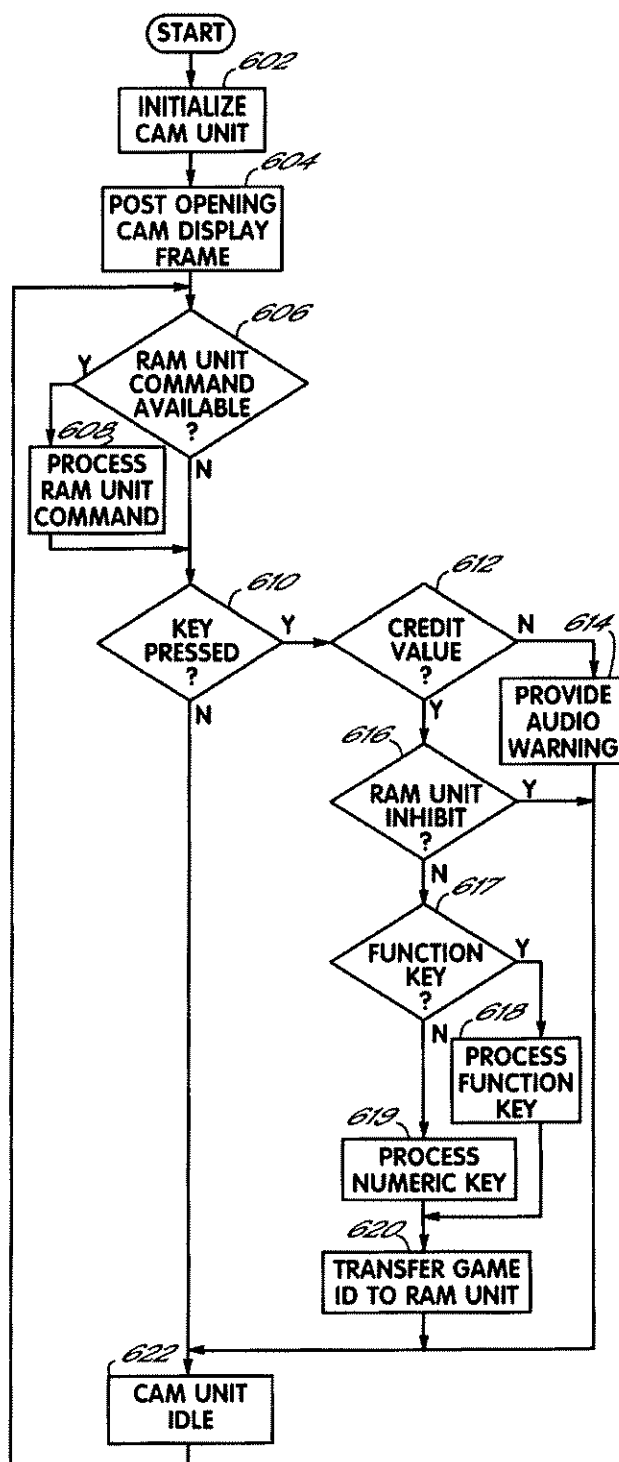 START
602
INITIALIZE
CAM UNIT
604
POST OPENING
CAM DISPLAY
FRAME
606
Y
RAM UNIT
COMMAND
AVAILABLE
?
608
N
PROCESS
RAM UNIT
COMMAND
610
KEY
PRESSED
?
Y
N
612
CREDIT
VALUE
?
N
Y
614
PROVIDE
AUDIO
WARNING
616
RAM UNIT
INHIBIT
?
Y
N
617
FUNCTION
KEY
?
Y
N
618
PROCESS
FUNCTION
KEY
619
PROCESS
NUMERIC KEY
620
TRANSFER GAME
ID TO RAM UNIT
622
CAM UNIT
IDLE